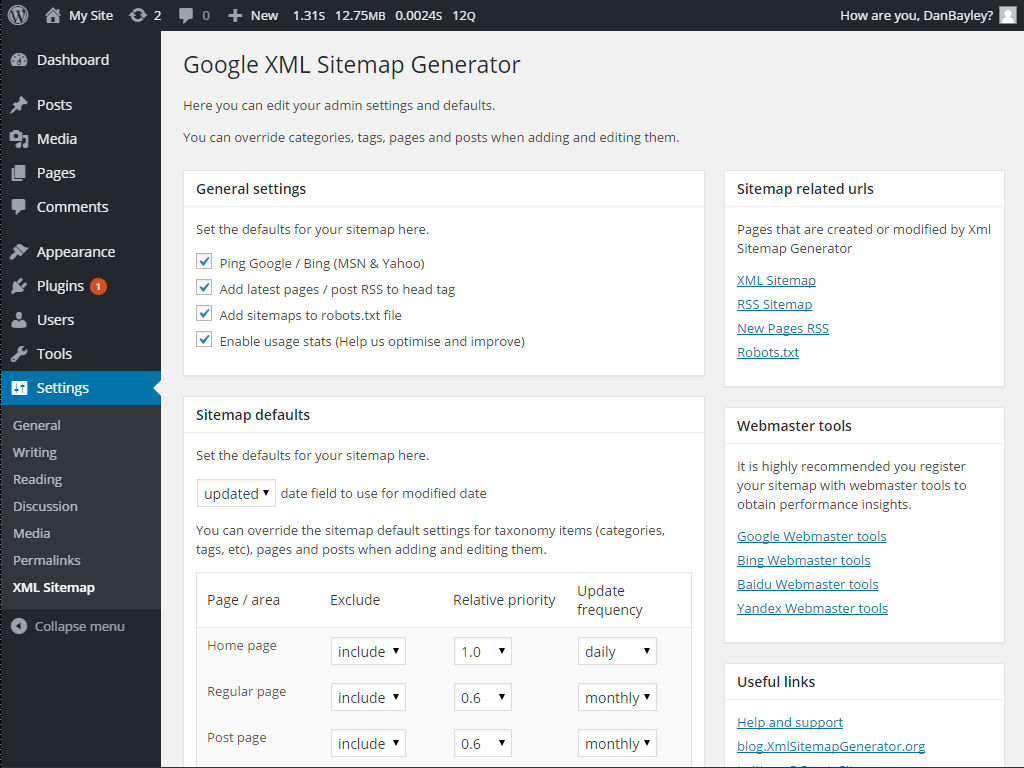 My Site 2 0 New 1.31S 12.75MB 0.0024S 12Q How are you, DanBayley?
Dashboard
Posts
Media
Pages
Comments
Appearance
Plugins 1
Users
Tools
Settings
General
Writing
Reading
Discussion
Media
Permalinks
XML Sitemap
Collapse menu
Google XML Sitemap Generator
Here you can edit your admin settings and defaults.
You can override categories, tags, pages and posts when adding and editing them.
General settings
Set the defaults for your sitemap here.
Ping Google / Bing (MSN & Yahoo)
Add latest pages / post RSS to head tag
Add sitemaps to robots.txt file
Enable usage stats (Help us optimise and improve)
Sitemap defaults
Set the defaults for your sitemap here.
updated date field to use for modified date
You can override the sitemap default settings for taxonomy items (categories,
tags, etc), pages and posts when adding and editing them.
Page / area Exclude Relative priority Update
frequency
Home page include 1.0 daily
Regular page include 0.6 monthly
Post page include 0.6 monthly
Sitemap related urls
Pages that are created or modified by Xml
Sitemap Generator
XML Sitemap
RSS Sitemap
New Pages RSS
Robots.txt
Webmaster tools
It is highly recommended you register
your sitemap with webmaster tools to
obtain performance insights.
Google Webmaster tools
Bing Webmaster tools
Baidu Webmaster tools
Yandex Webmaster tools
Useful links
Help and support
blog.XmlSitemapGenerator.org